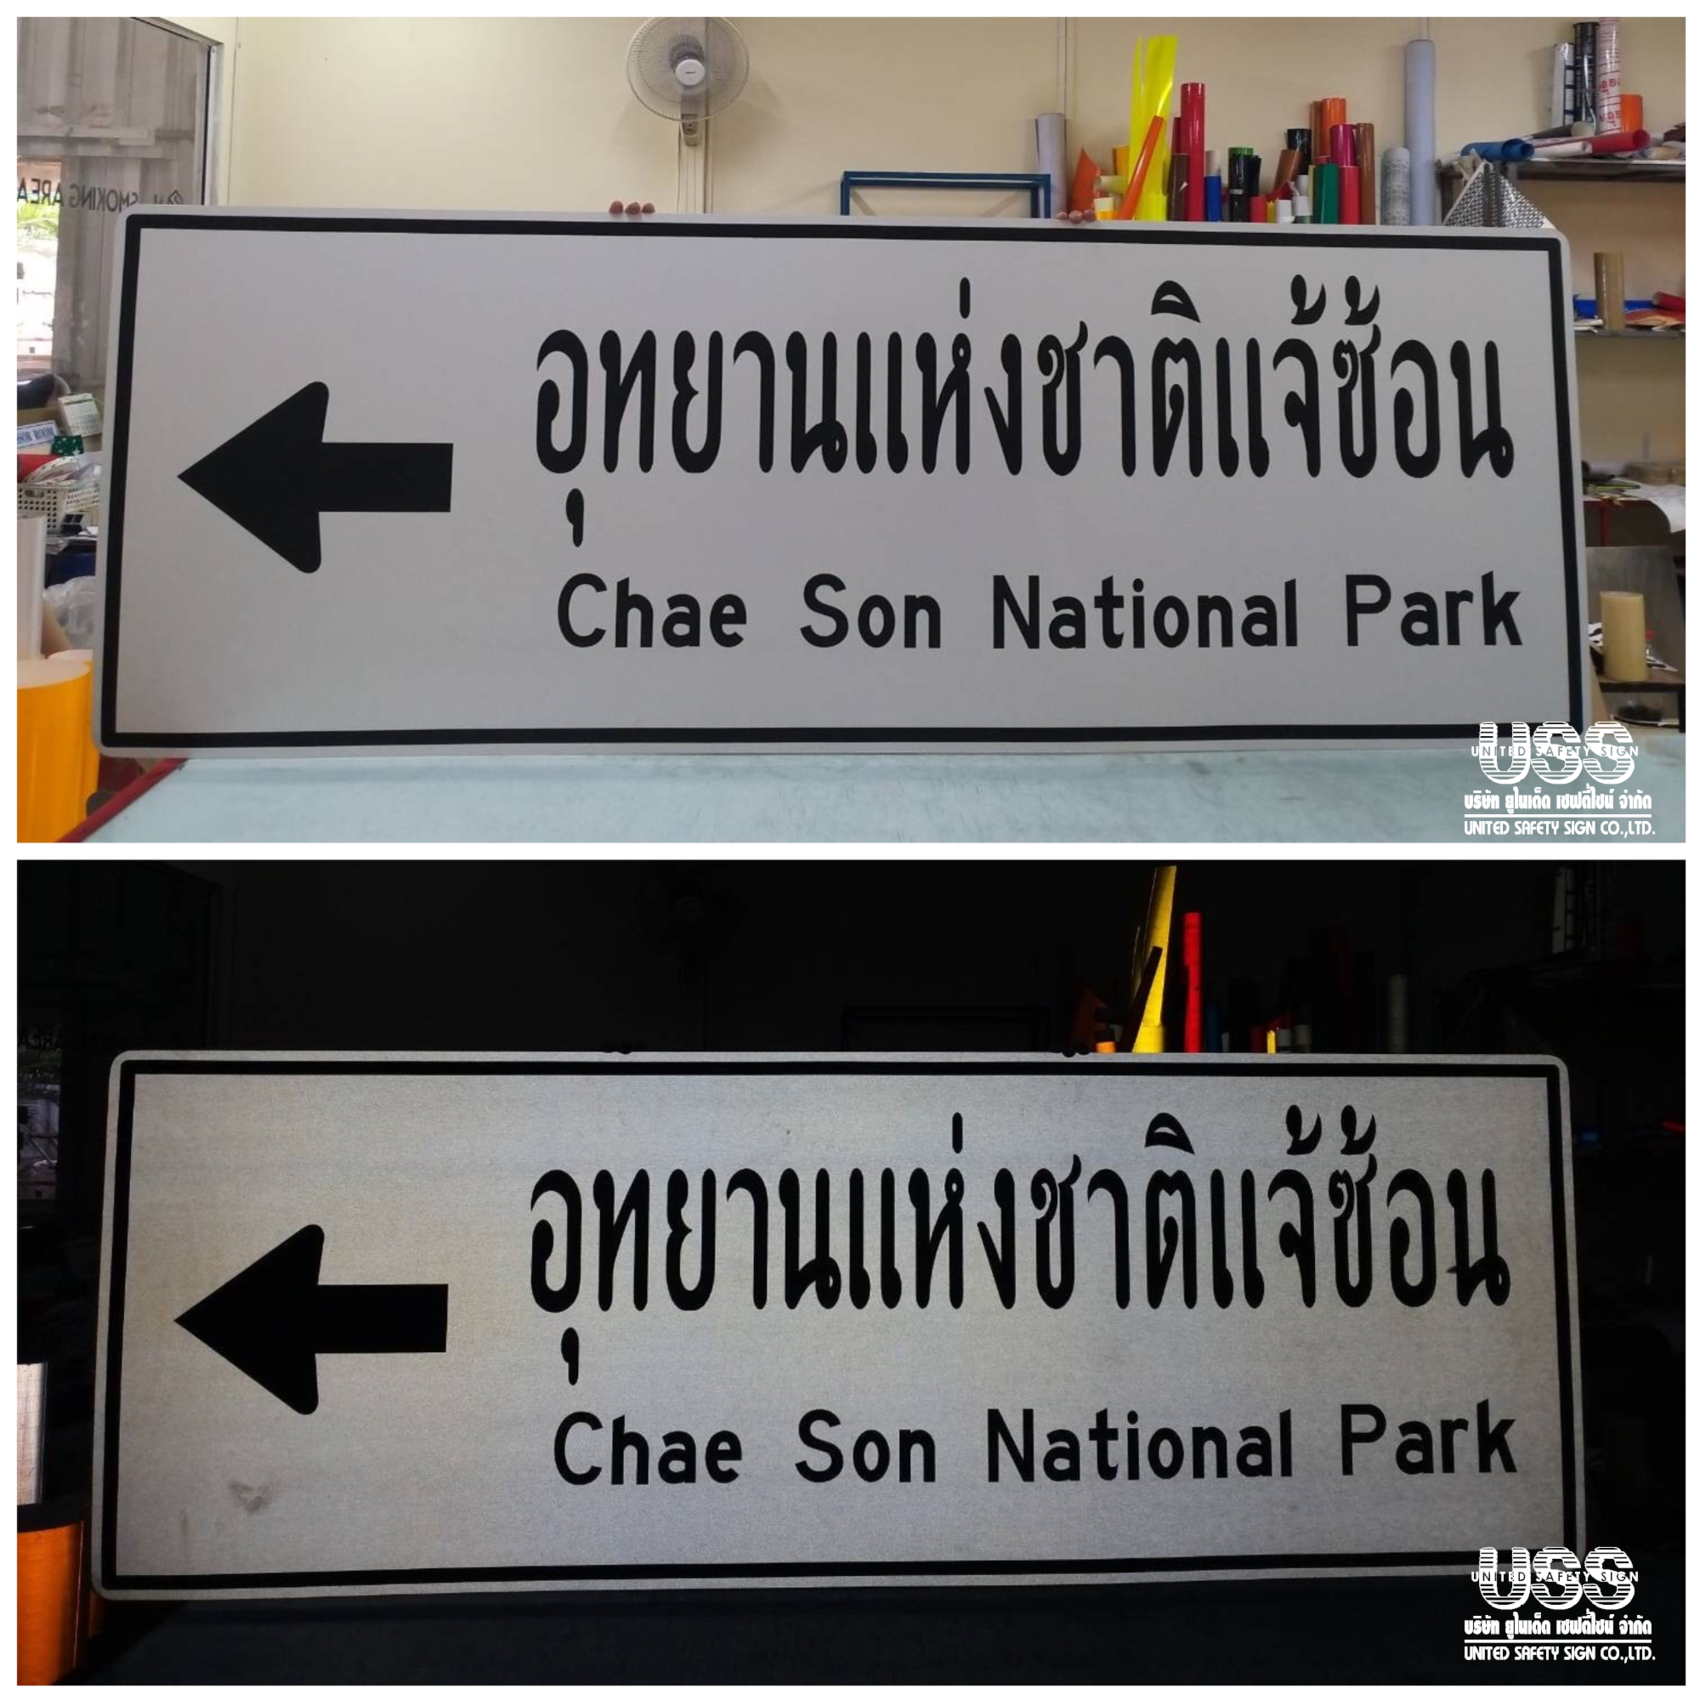 SMOKING AREA
อุทยานแห่งชาติแจ้ซ้อน
Chae Son National Park
USS
UNITED SAFETY SIGN
บริษัท ยูไนเต็ด เซฟตี้ไซน์ จำกัด
UNITED SAFETY SIGN CO.,LTD.
อุทยานแห่งชาติแจ้ซ้อน
Chae Son National Park
USS
UNITED SAFETY SIGN
บริษัท ยูไนเต็ด เซฟตี้ไซน์ จำกัด
UNITED SAFETY SIGN CO.,LTD.